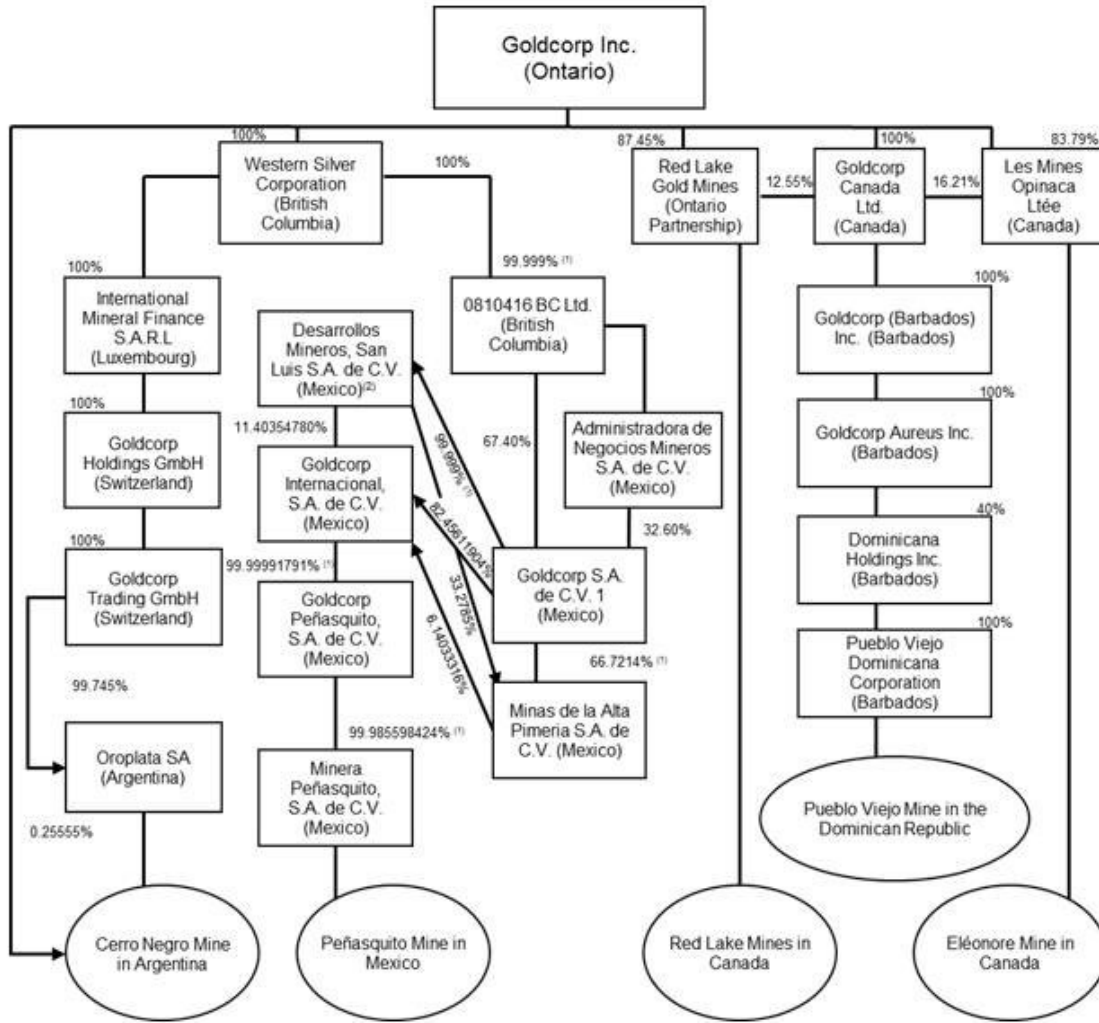 Goldcorp Inc.
(Ontario)
100%
100%
87.45%
100%
83.79%
Western Silver
Corporation
(British
Columbia)
Red Lake
Gold Mines
(Ontario
Partnership)
12.55%
Goldcorp
Canada
Ltd.
(Canada)
16.21%
Les Mines
Opinaca
Ltée
(Canada)
100%
99.999% (1)
100%
International
Mineral Finance
S.A.R.L
(Luxembourg)
Desarrollos
Mineros, San
Luis S.A. de C.V.
(Mexico)(2)
0810416 BC Ltd.
(British
Columbia)
Goldcorp (Barbados)
Inc. (Barbados)
100%
11.40354780%
99.999% (1)
67.40%
100%
Goldcorp
Holdings GmbH
(Switzerland)
Goldcorp
Internacional,
S.A. de C.V.
(Mexico)
Administradora de
Negocios Mineros
S.A. de C.V.
(Mexico)
Goldcorp Aureus Inc.
(Barbados)
82.45611904%
32.60%
40%
100%
99.99991791% (1)
33.2785%
6.14033316%
Goldcorp
Trading GmbH
(Switzerland)
Goldcorp
Peñasquito,
S.A. de C.V.
(Mexico)
Goldcorp S.A.
de C.V. 1
(Mexico)
Dominicana
Holdings Inc.
(Barbados)
66.7214% (1)
100%
99.745%
99.985598424% (1)
Minas de la Alta
Pimeria S.A. de
C.V. (Mexico)
Pueblo Viejo
Dominicana
Corporation
(Barbados)
Oroplata SA
(Argentina)
Minera
Peñasquito,
S.A. de C.V.
(Mexico)
0.25555%
Pueblo Viejo Mine in the
Dominican Republic
Cerro Negro Mine
in Argentina
Peñasquito Mine in
Mexico
Red Lake Mines in
Canada
Eléonore Mine in
Canada